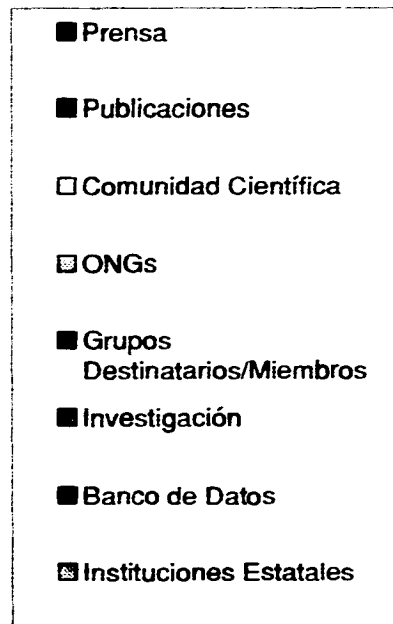 Prensa
Publicaciones
Comunidad Científica
ONGs
Grupos
Destinatarios/Miembros
Investigación
Banco de Datos
Instituciones Estatales